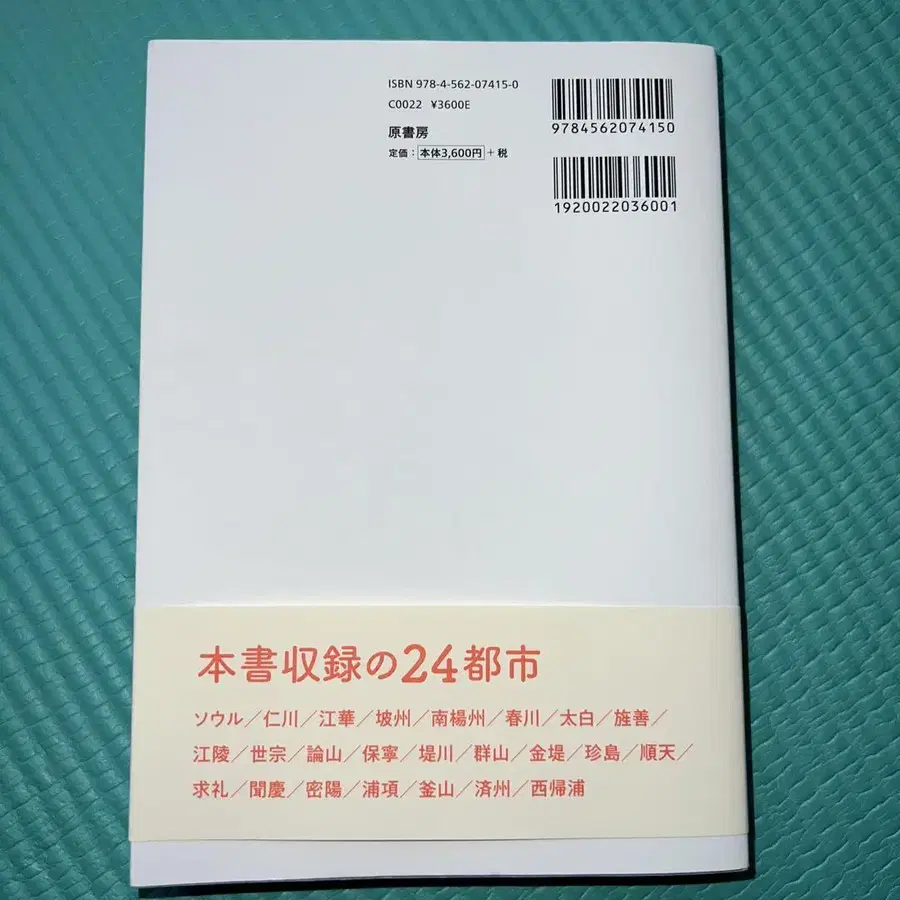 ISBN 978-4-562-07415-0
C0022 ¥3600E
原書房
定価：本体3,600円＋税
9784562074150
1920022036001
本書収録の24都市
ソウル／仁川／江華／坡州／南楊州／春川／太白／旌善／
江陵／世宗／論山／保寧／堤川／群山／金堤／珍島／順天／
求礼／聞慶／密陽／浦項／釜山／済州／西帰浦